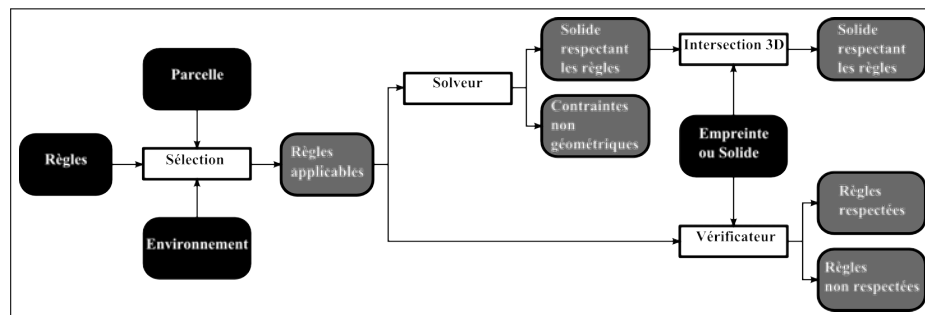 Parcelle
Règles
Sélection
Environnement
Règles
applicables
Solveur
Solide
respectant
les règles
Contraintes
non
géométriques
Intersection 3D
Solide
respectant
les règles
Empreinte
ou Solide
Vérificateur
Règles
respectées
Règles
non respectées